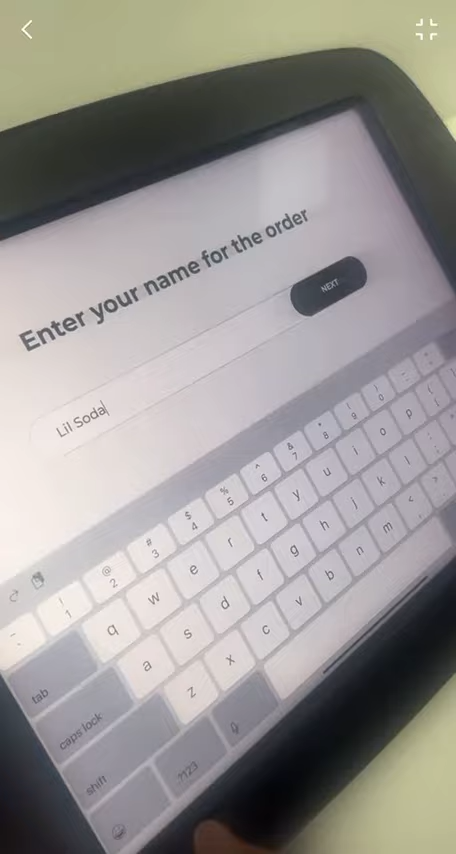 Enter your name for the order
NEXT
Lil Soda
! @ # $ % ^ & *
1 2 3 4 5 6 7 8 9 0
tab q w e r t y u i o p
caps lock a s d f g h j k l
shift z x c v b n m < >
.?123